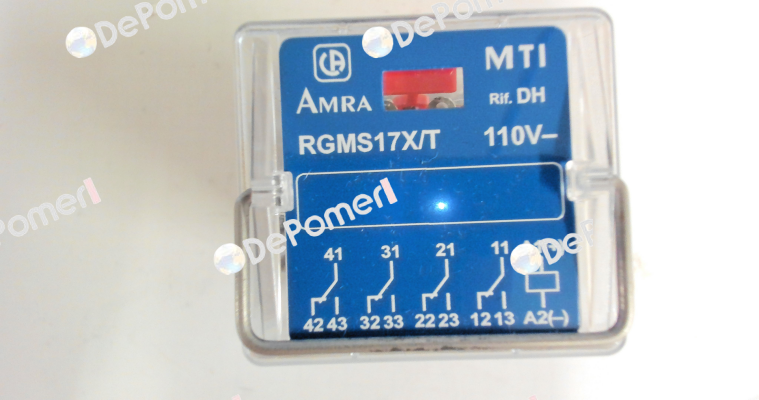 DePomerl DePomerl
MTI
AMRA
Rif. DH
RGMS17X/T 110V–
DePomerl DePomerl
DePomerl
41 31 21 11
42 43 32 33 22 23 12 13 A2(–)